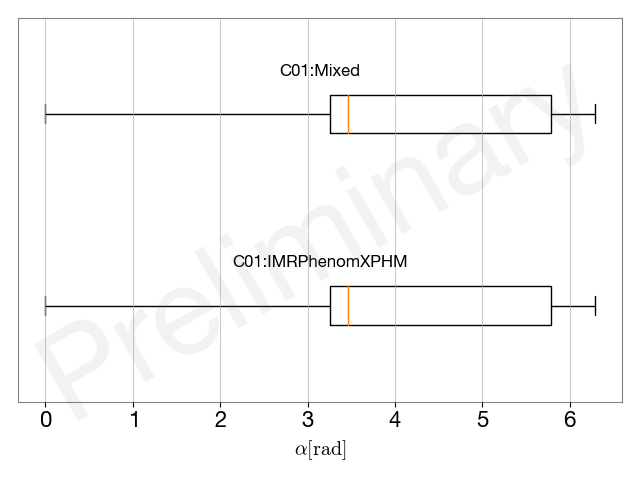 C01:Mixed
C01:IMRPhenomXPHM
Preliminary
0 1 2 3 4 5 6
α[rad]